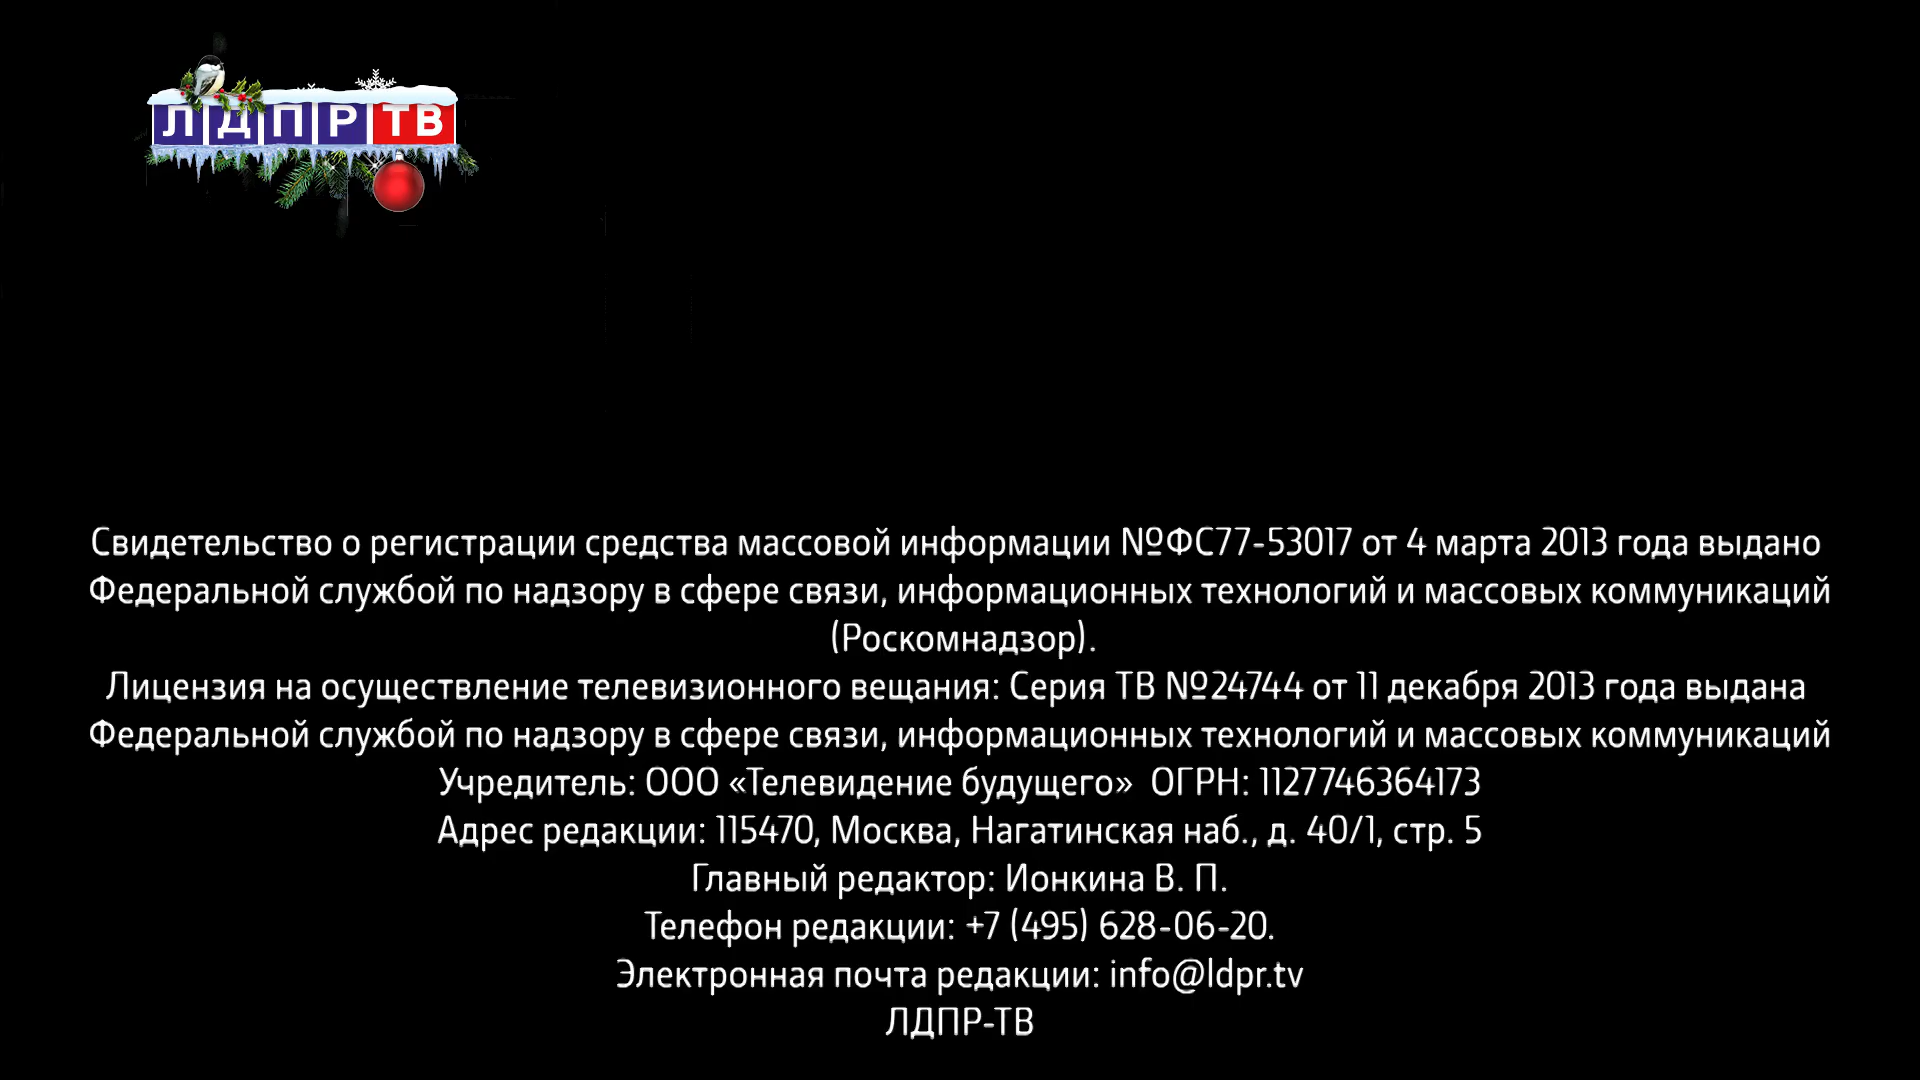 ЛДПР ТВ
Свидетельство о регистрации средства массовой информации №ФС77-53017 от 4 марта 2013 года выдано
Федеральной службой по надзору в сфере связи, информационных технологий и массовых коммуникаций
(Роскомнадзор).
Лицензия на осуществление телевизионного вещания: Серия ТВ №24744 от 11 декабря 2013 года выдана
Федеральной службой по надзору в сфере связи, информационных технологий и массовых коммуникаций
Учредитель: ООО «Телевидение будущего» ОГРН: 1127746364173
Адрес редакции: 115470, Москва, Нагатинская наб., д. 40/1, стр. 5
Главный редактор: Ионкина В. П.
Телефон редакции: +7 (495) 628-06-20.
Электронная почта редакции: info@ldpr.tv
ЛДПР-ТВ